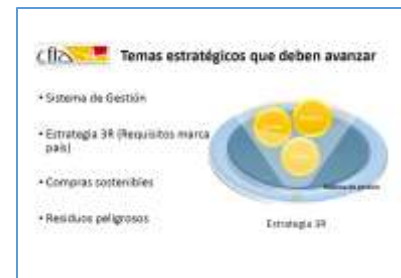 cfia
Temas estratégicos que deben avanzar
• Sistema de Gestión
• Estrategia 3R (Requisitos marca
país)
• Compras sostenibles
• Residuos peligrosos
Estrategia 3R